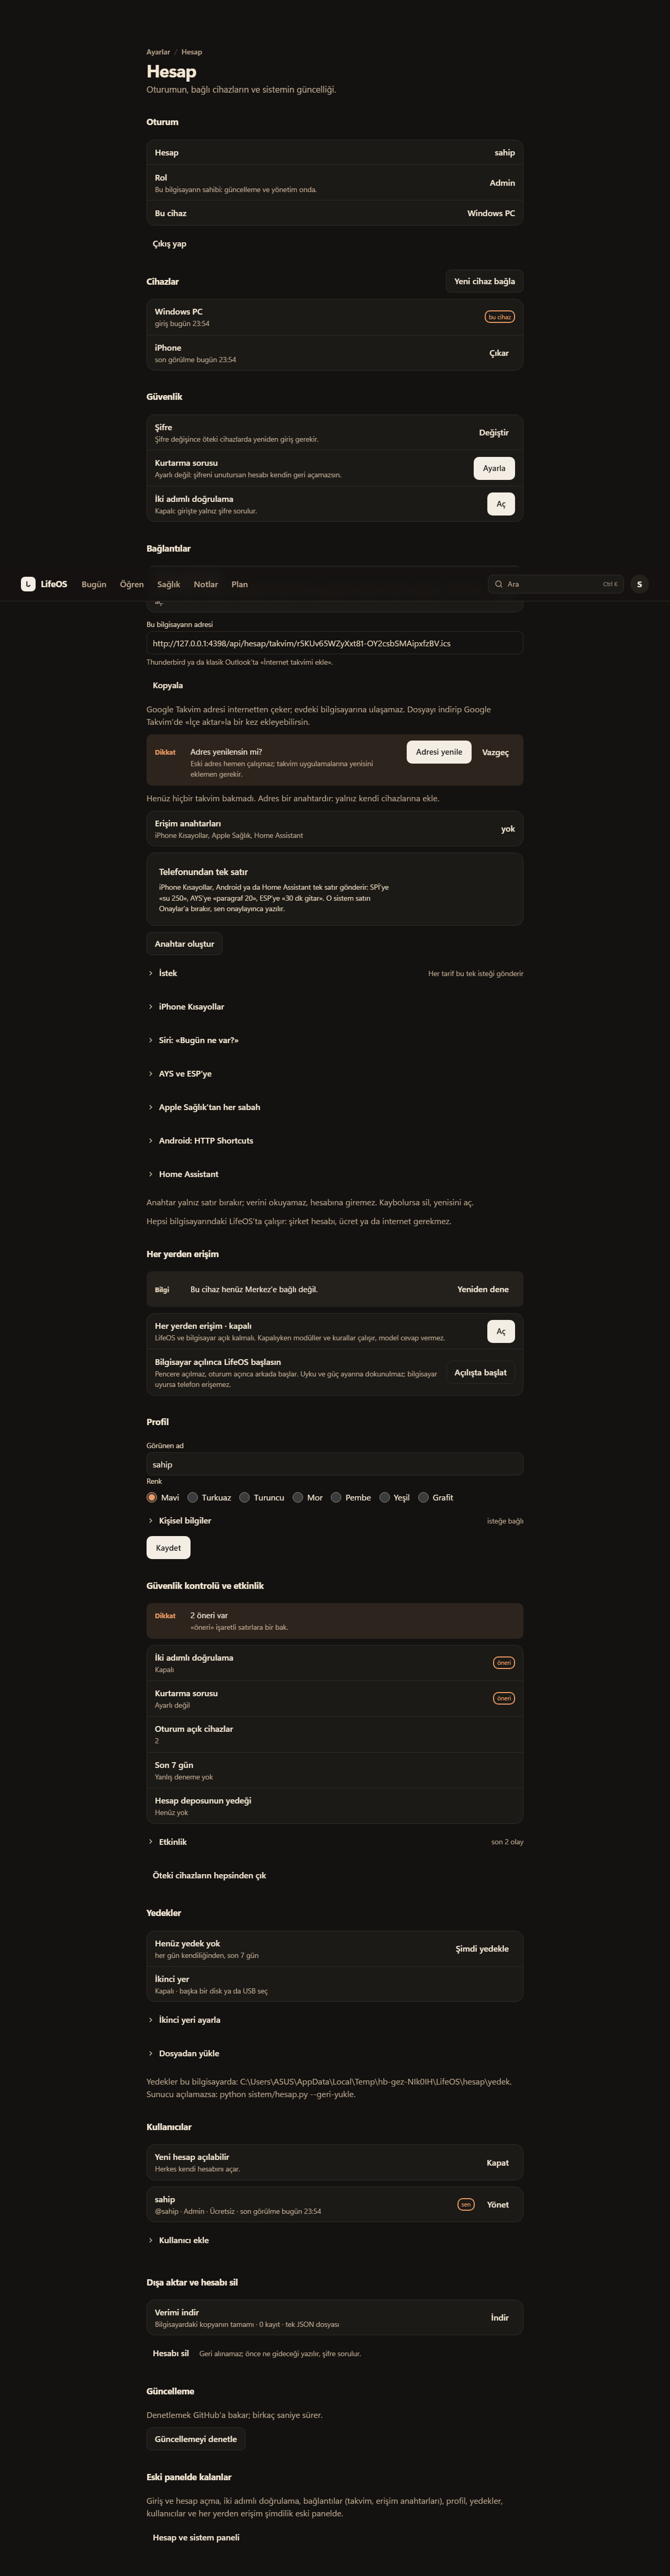 Ayarlar / Hesap
Hesap
Oturumun, bağlı cihazların ve sistemin güncelliği.
Oturum
Hesap sahip
Rol
Bu bilgisayarın sahibi: güncelleme ve yönetim onda.
Admin
Bu cihaz Windows PC
Çıkış yap
Cihazlar Yeni cihaz bağla
Windows PC
giriş bugün 23:54
bu cihaz
iPhone
son görülme bugün 23:54
Çıkar
Güvenlik
Şifre
Şifre değişince öteki cihazlarda yeniden giriş gerekir.
Değiştir
Kurtarma sorusu
Ayarlı değil: şifreni unutursan hesabı kendin geri açamazsın.
Ayarla
İki adımlı doğrulama
Kapalı: girişte yalnız şifre sorulur.
Aç
Bağlantılar
LifeOS Bugün Öğren Sağlık Notlar Plan Ara Ctrl K S
Bu bilgisayarın adresi
http://127.0.0.1:4398/api/hesap/takvim/r5KUv65WZyXxt81-OY2csbSMAipxfzBV.ics
Thunderbird ya da klasik Outlook'ta «İnternet takvimi ekle».
Kopyala
Google Takvim adresi internetten çeker; evdeki bilgisayarına ulaşamaz. Dosyayı indirip Google
Takvim'de «İçe aktar»la bir kez ekleyebilirsin.
Dikkat Adres yenilensin mi?
Eski adres hemen çalışmaz; takvim uygulamalarına yenisini
eklemen gerekir.
Adresi yenile Vazgeç
Henüz hiçbir takvim bakmadı. Adres bir anahtardır: yalnız kendi cihazlarına ekle.
Erişim anahtarları
iPhone Kısayollar, Apple Sağlık, Home Assistant
yok
Telefonundan tek satır
iPhone Kısayollar, Android ya da Home Assistant tek satır gönderir: SPİ'ye
«su 250», AYS'ye «paragraf 20», ESP'ye «30 dk gitar». O sistem satırı
Onaylar'a bırakır, sen onaylayınca yazılır.
Anahtar oluştur
İstek Her tarif bu tek isteği gönderir
iPhone Kısayollar
Siri: «Bugün ne var?»
AYS ve ESP'ye
Apple Sağlık'tan her sabah
Android: HTTP Shortcuts
Home Assistant
Anahtar yalnız satır bırakır; verini okuyamaz, hesabına giremez. Kaybolursa sil, yenisini aç.
Hepsi bilgisayarındaki LifeOS'ta çalışır: şirket hesabı, ücret ya da internet gerekmez.
Her yerden erişim
Bilgi Bu cihaz henüz Merkez'e bağlı değil. Yeniden dene
Her yerden erişim · kapalı
LifeOS ve bilgisayar açık kalmalı. Kapalıyken modüller ve kurallar çalışır, model cevap vermez.
Aç
Bilgisayar açılınca LifeOS başlasın
Pencere açılmaz, oturum açınca arkada başlar. Uyku ve güç ayarına dokunulmaz; bilgisayar
uyursa telefon erişemez.
Açılışta başlat
Profil
Görünen ad
sahip
Renk
Mavi Turkuaz Turuncu Mor Pembe Yeşil Grafit
Kişisel bilgiler isteğe bağlı
Kaydet
Güvenlik kontrolü ve etkinlik
Dikkat 2 öneri var
«öneri» işaretli satırlara bir bak.
İki adımlı doğrulama
Kapalı
öneri
Kurtarma sorusu
Ayarlı değil
öneri
Oturum açık cihazlar
2
Son 7 gün
Yanlış deneme yok
Hesap deposunun yedeği
Henüz yok
Etkinlik son 2 olay
Öteki cihazların hepsinden çık
Yedekler
Henüz yedek yok
her gün kendiliğinden, son 7 gün
Şimdi yedekle
İkinci yer
Kapalı · başka bir disk ya da USB seç
İkinci yeri ayarla
Dosyadan yükle
Yedekler bu bilgisayarda: C:\Users\ASUS\AppData\Local\Temp\hb-gez-NIk0IH\LifeOS\hesap\yedek.
Sunucu açılamazsa: python sistem/hesap.py --geri-yukle.
Kullanıcılar
Yeni hesap açılabilir
Herkes kendi hesabını açar.
Kapat
sahip
@sahip · Admin · Ücretsiz · son görülme bugün 23:54
sen Yönet
Kullanıcı ekle
Dışa aktar ve hesabı sil
Verimi indir
Bilgisayardaki kopyanın tamamı · 0 kayıt · tek JSON dosyası
İndir
Hesabı sil Geri alınamaz; önce ne gideceği yazılır, şifre sorulur.
Güncelleme
Denetlemek GitHub'a bakar; birkaç saniye sürer.
Güncellemeyi denetle
Eski panelde kalanlar
Giriş ve hesap açma, iki adımlı doğrulama, bağlantılar (takvim, erişim anahtarları), profil, yedekler,
kullanıcılar ve her yerden erişim şimdilik eski panelde.
Hesap ve sistem paneli